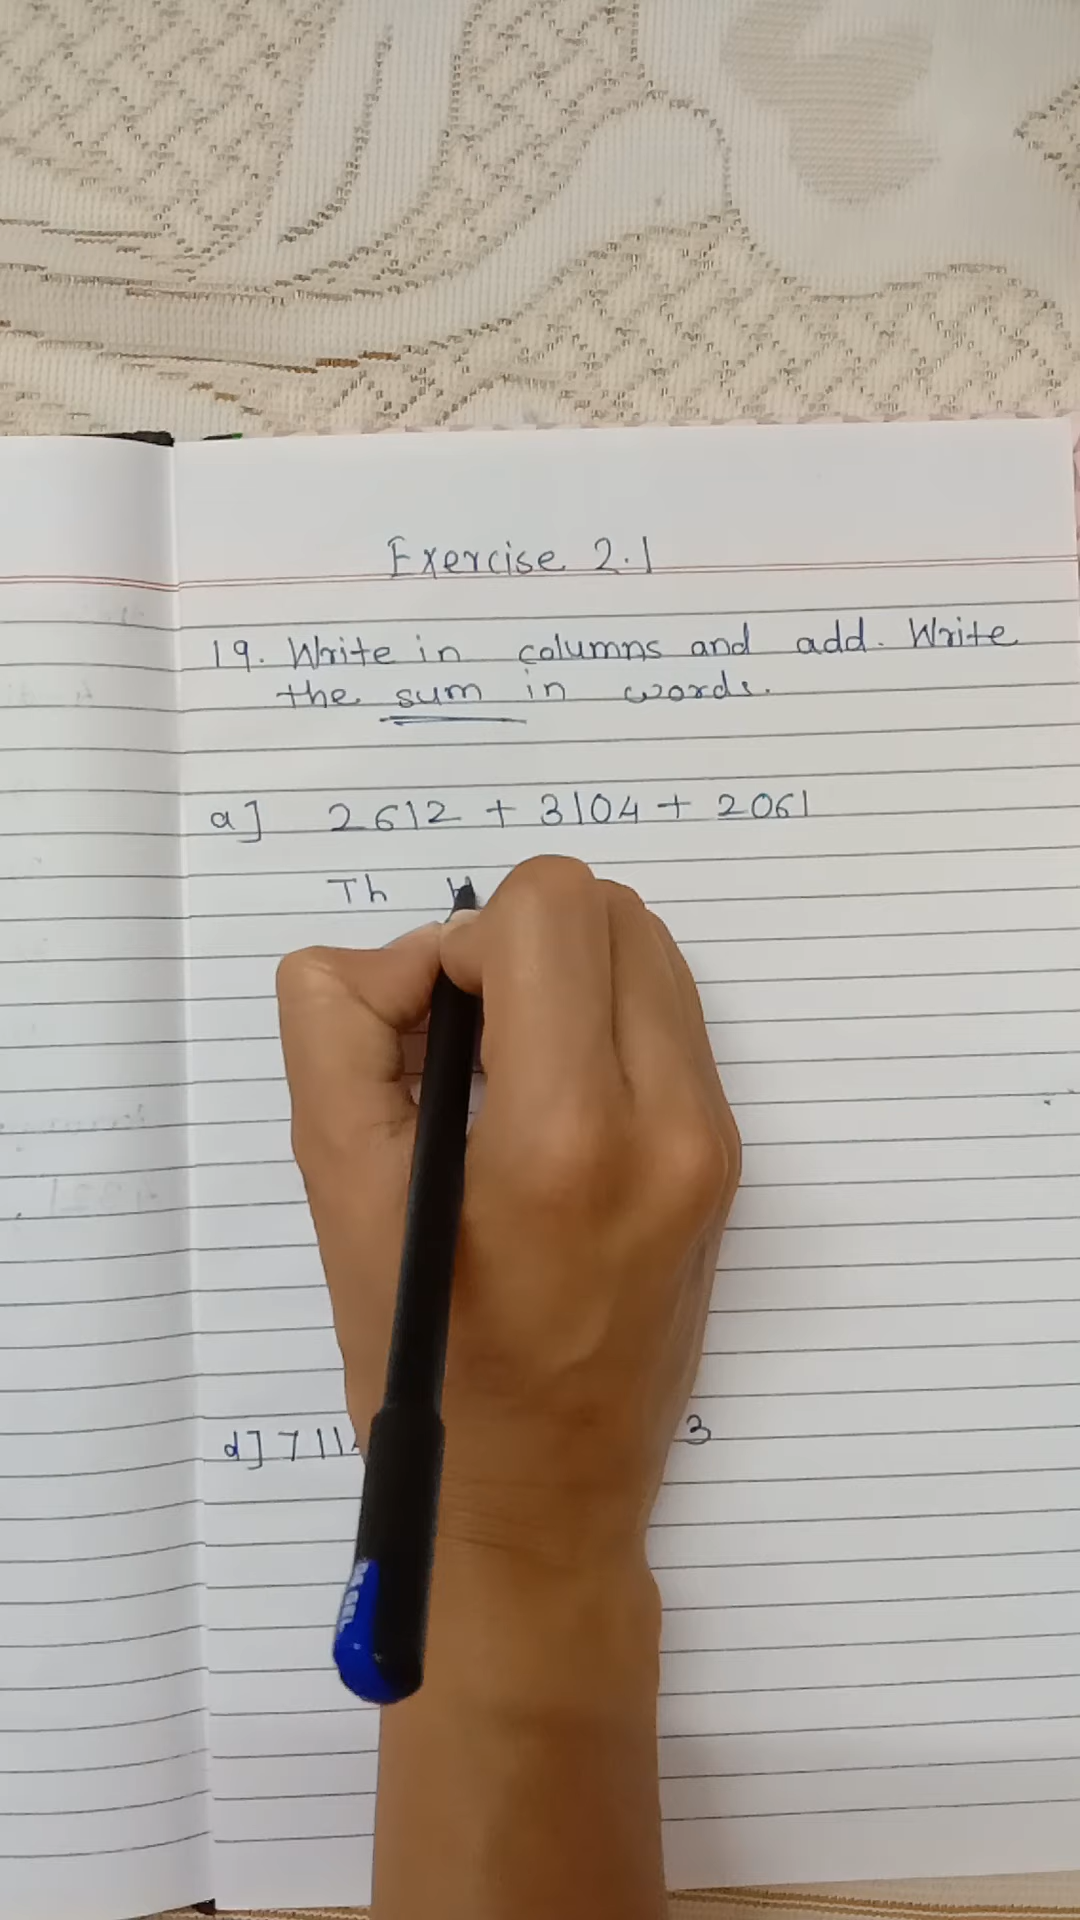 Exercise 2.1
19. Write in columns and add. Write
the sum in words.
a] 2612 + 3104 + 2061
Th H
d] 711 3